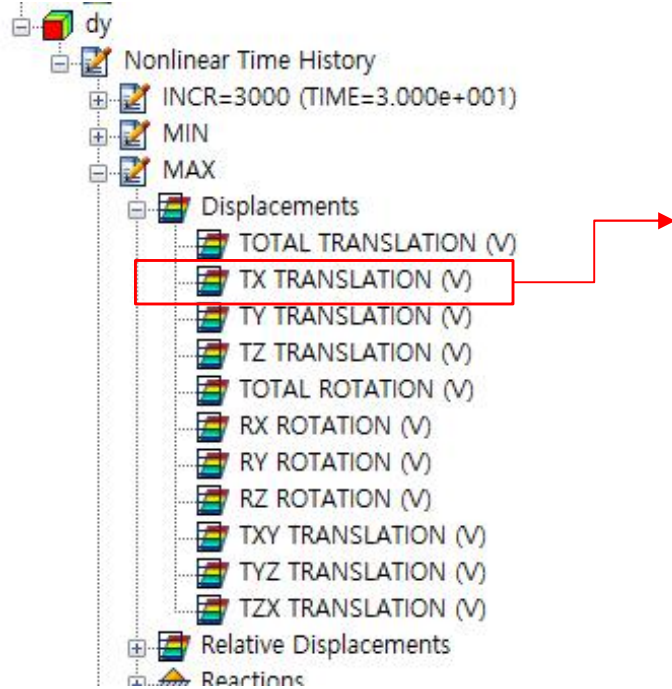 dy
Nonlinear Time History
INCR=3000 (TIME=3.000e+001)
MIN
MAX
Displacements
TOTAL TRANSLATION (V)
TX TRANSLATION (V)
TY TRANSLATION (V)
TZ TRANSLATION (V)
TOTAL ROTATION (V)
RX ROTATION (V)
RY ROTATION (V)
RZ ROTATION (V)
TXY TRANSLATION (V)
TYZ TRANSLATION (V)
TZX TRANSLATION (V)
Relative Displacements
Reactions